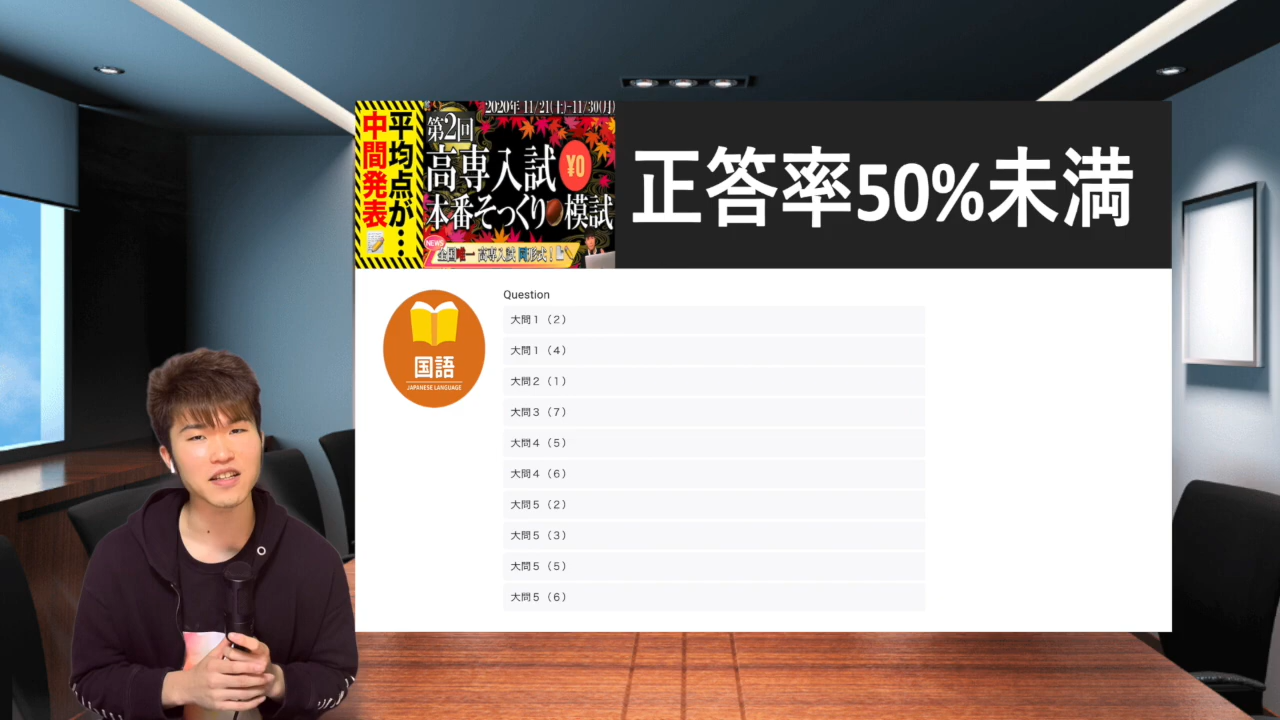 平均点が…
中間発表
2020年 11/21(土)-11/30(月)
第2回
高専入試
¥0
本番そっくり
模試
NEWS
全国唯一 高専入試 同形式！
正答率50%未満
国語
JAPANESE LANGUAGE
Question
大問１（２）
大問１（４）
大問２（１）
大問３（７）
大問４（５）
大問４（６）
大問５（２）
大問５（３）
大問５（５）
大問５（６）